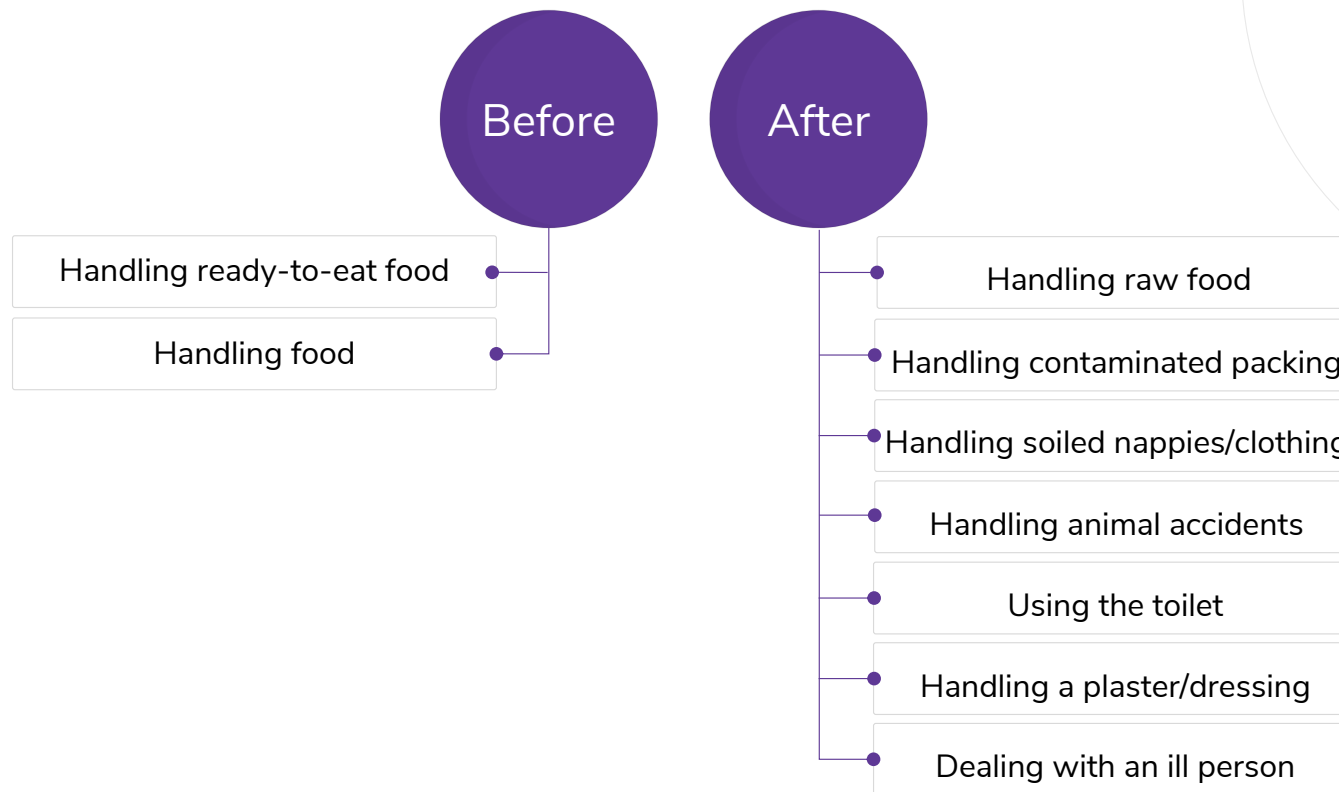 Before
After
Handling ready-to-eat food
Handling food
Handling raw food
Handling contaminated packing
Handling soiled nappies/clothing
Handling animal accidents
Using the toilet
Handling a plaster/dressing
Dealing with an ill person